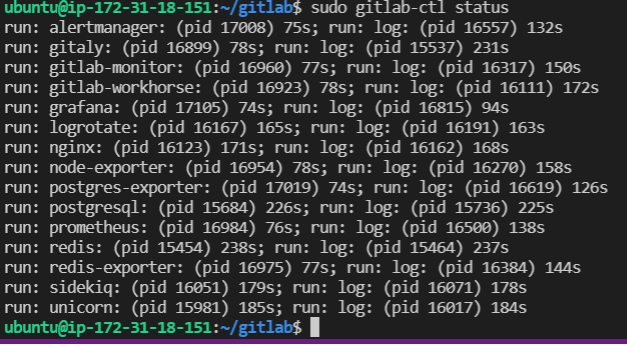 ubuntu@ip-172-31-18-151:~/gitlab$ sudo gitlab-ctl status
run: alertmanager: (pid 17008) 75s; run: log: (pid 16557) 132s
run: gitaly: (pid 16899) 78s; run: log: (pid 15537) 231s
run: gitlab-monitor: (pid 16960) 77s; run: log: (pid 16317) 150s
run: gitlab-workhorse: (pid 16923) 78s; run: log: (pid 16111) 172s
run: grafana: (pid 17105) 74s; run: log: (pid 16815) 94s
run: logrotate: (pid 16167) 165s; run: log: (pid 16191) 163s
run: nginx: (pid 16123) 171s; run: log: (pid 16162) 168s
run: node-exporter: (pid 16954) 78s; run: log: (pid 16270) 158s
run: postgres-exporter: (pid 17019) 74s; run: log: (pid 16619) 126s
run: postgresql: (pid 15684) 226s; run: log: (pid 15736) 225s
run: prometheus: (pid 16984) 76s; run: log: (pid 16500) 138s
run: redis: (pid 15454) 238s; run: log: (pid 15464) 237s
run: redis-exporter: (pid 16975) 77s; run: log: (pid 16384) 144s
run: sidekiq: (pid 16051) 179s; run: log: (pid 16071) 178s
run: unicorn: (pid 15981) 185s; run: log: (pid 16017) 184s
ubuntu@ip-172-31-18-151:~/gitlab$